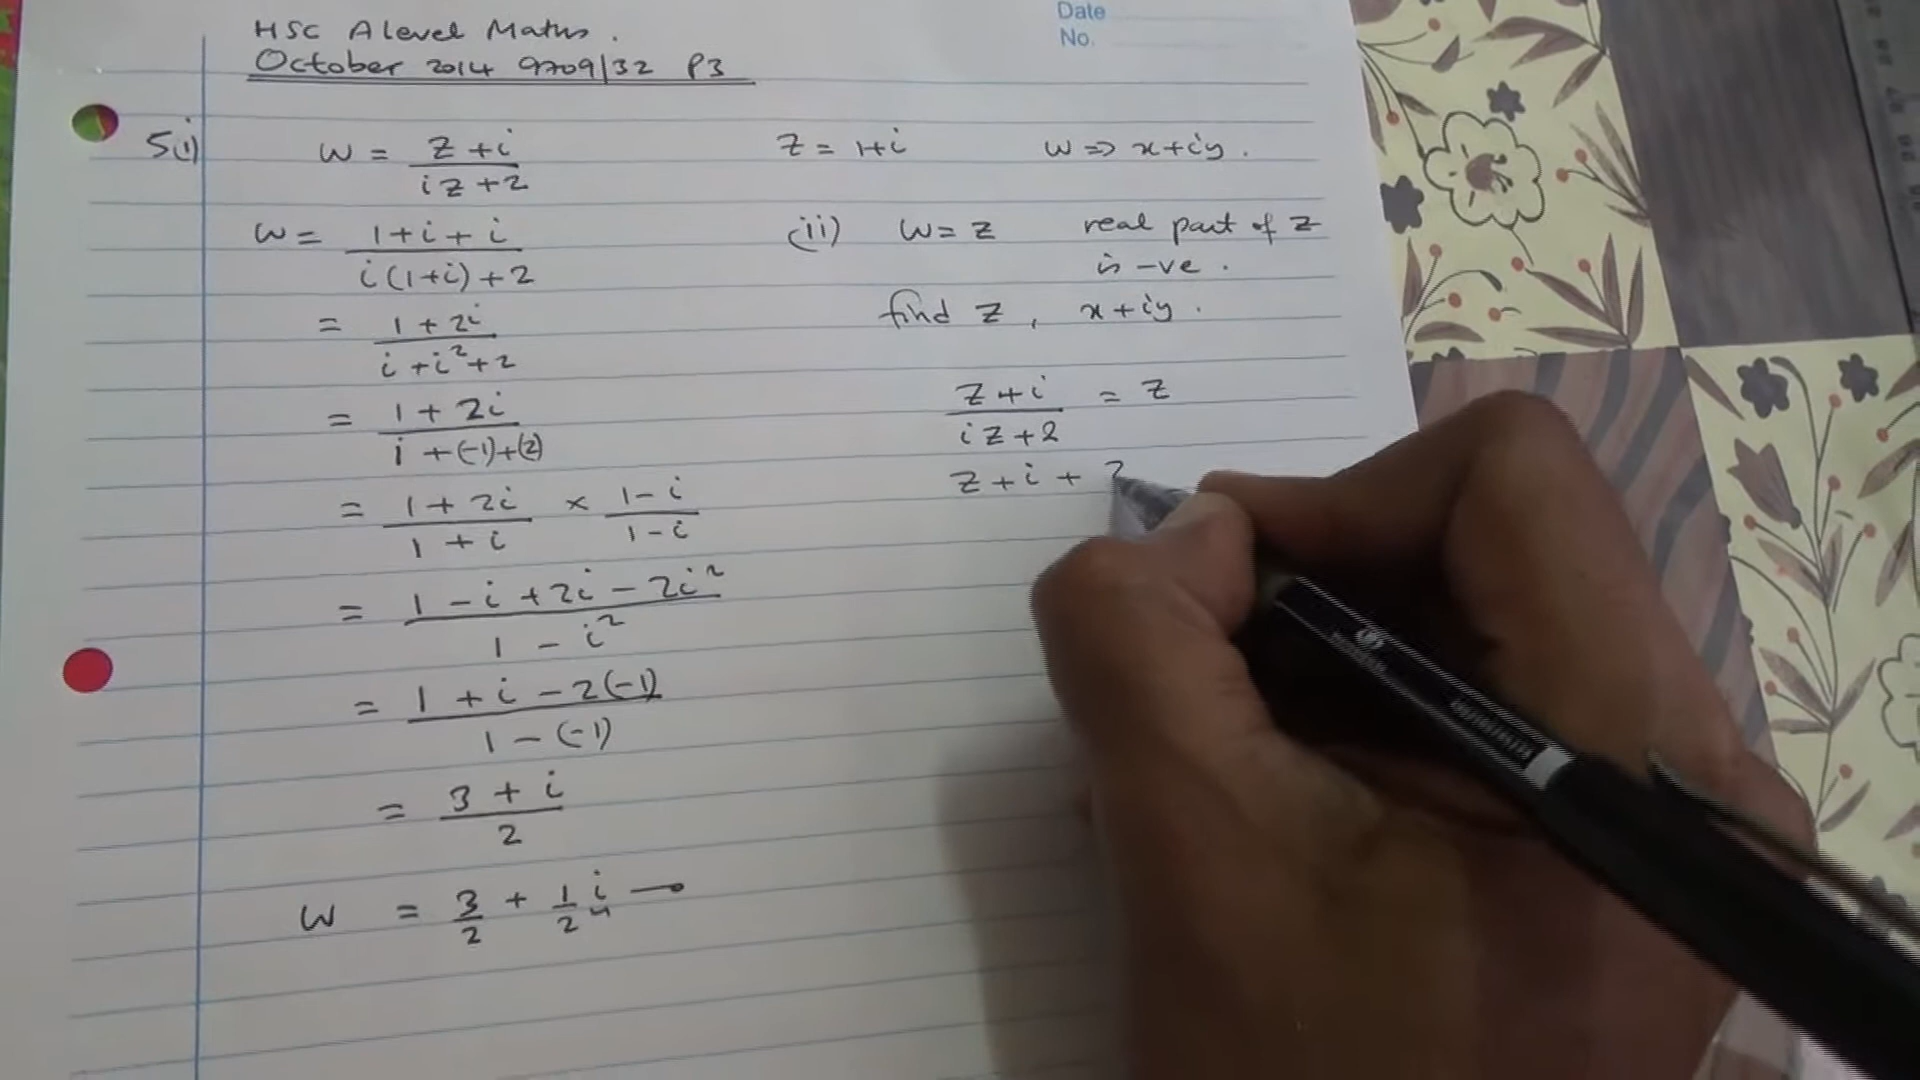 HSC A level Maths.
October 2014 9709/32 P3
Date
No.
5(i) w = z + i / iz + 2
z = 1+i w => x+iy.
w = 1 + i + i / i(1+i) + 2
= 1 + 2i / i + i² + 2
= 1 + 2i / i + (-1) + (2)
= 1 + 2i / 1 + i × 1 - i / 1 - i
= 1 - i + 2i - 2i² / 1 - i²
= 1 + i - 2(-1) / 1 - (-1)
= 3 + i / 2
w = 3/2 + 1/2 i
(ii) w = z real part of z
is -ve.
find z, x+iy.
z + i / iz + 2 = z
z + i +